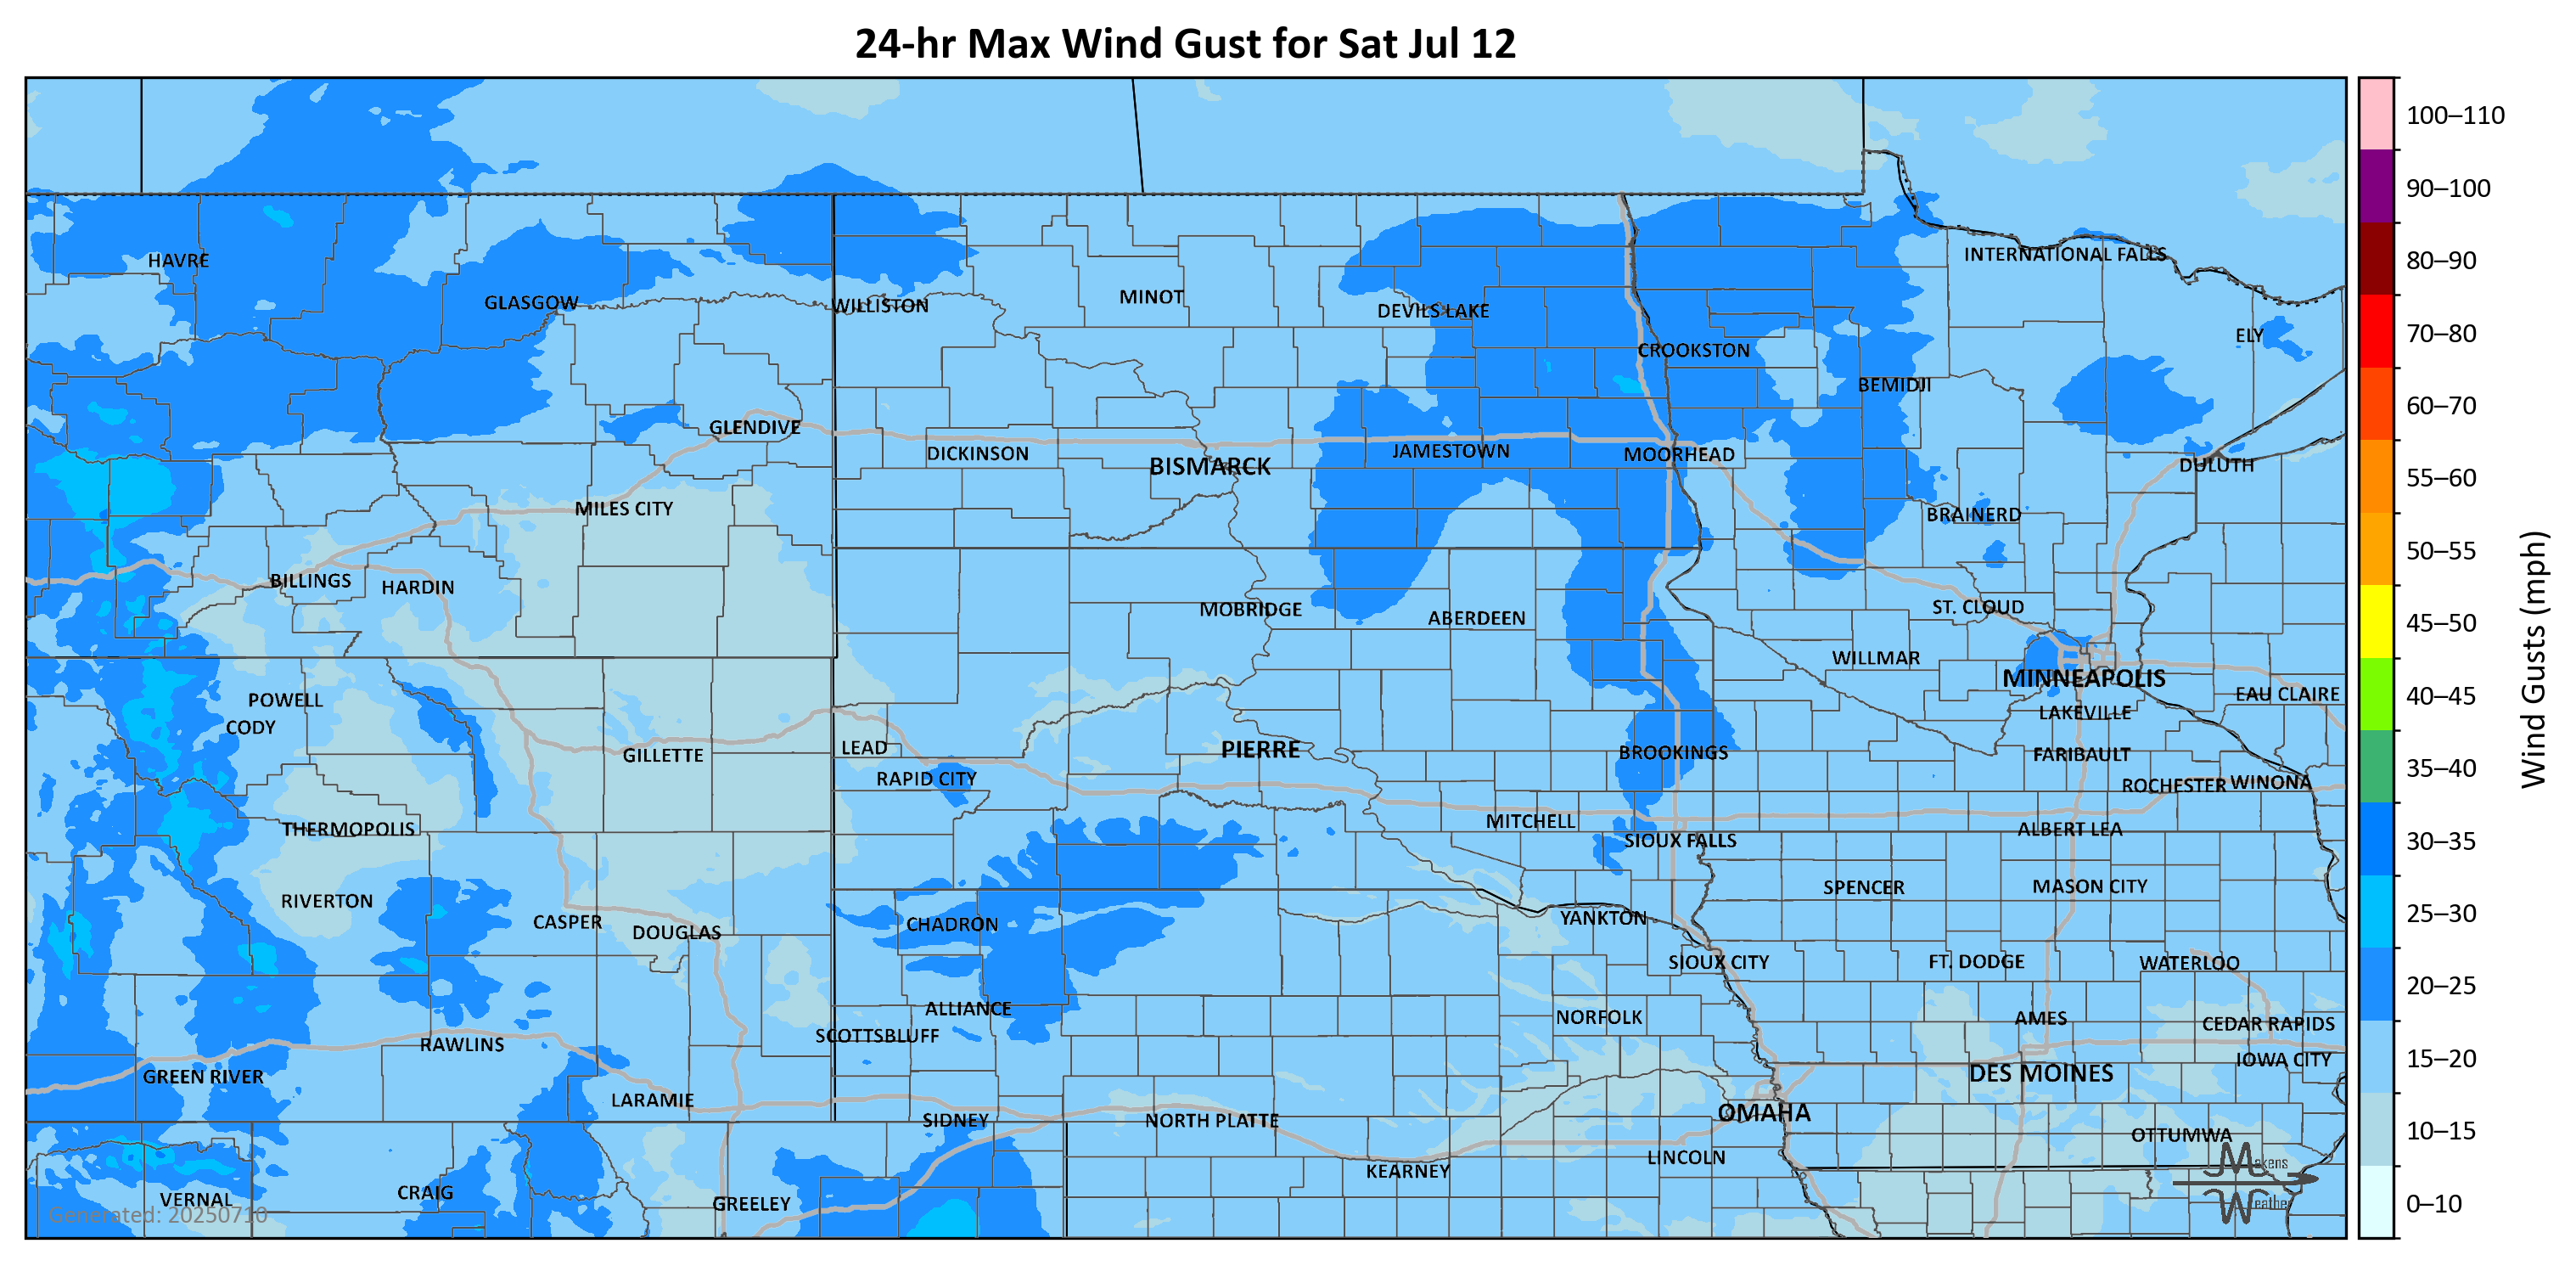 24-hr Max Wind Gust for Sat Jul 12
100–110
90–100
80–90
70–80
60–70
55–60
50–55
45–50
40–45
35–40
30–35
25–30
20–25
15–20
10–15
0–10
Wind Gusts (mph)
HAVRE
GLASGOW
WILLISTON
MINOT
DEVILS LAKE
CROOKSTON
INTERNATIONAL FALLS
ELY
BEMIDJI
GLENDIVE
DICKINSON
BISMARCK
JAMESTOWN
MOORHEAD
DULUTH
MILES CITY
BRAINERD
BILLINGS
HARDIN
MOBRIDGE
ABERDEEN
ST. CLOUD
WILLMAR
MINNEAPOLIS
EAU CLAIRE
POWELL
CODY
LAKEVILLE
GILLETTE
LEAD
PIERRE
BROOKINGS
FARIBAULT
RAPID CITY
ROCHESTER
WINONA
THERMOPOLIS
MITCHELL
SIOUX FALLS
ALBERT LEA
RIVERTON
SPENCER
MASON CITY
CASPER
DOUGLAS
CHADRON
YANKTON
SIOUX CITY
FT. DODGE
WATERLOO
ALLIANCE
NORFOLK
AMES
CEDAR RAPIDS
SCOTTSBLUFF
RAWLINS
IOWA CITY
GREEN RIVER
DES MOINES
LARAMIE
SIDNEY
NORTH PLATTE
OMAHA
OTTUMWA
LINCOLN
KEARNEY
VERNAL
CRAIG
GREELEY
Generated: 20250710
Makens
Weather